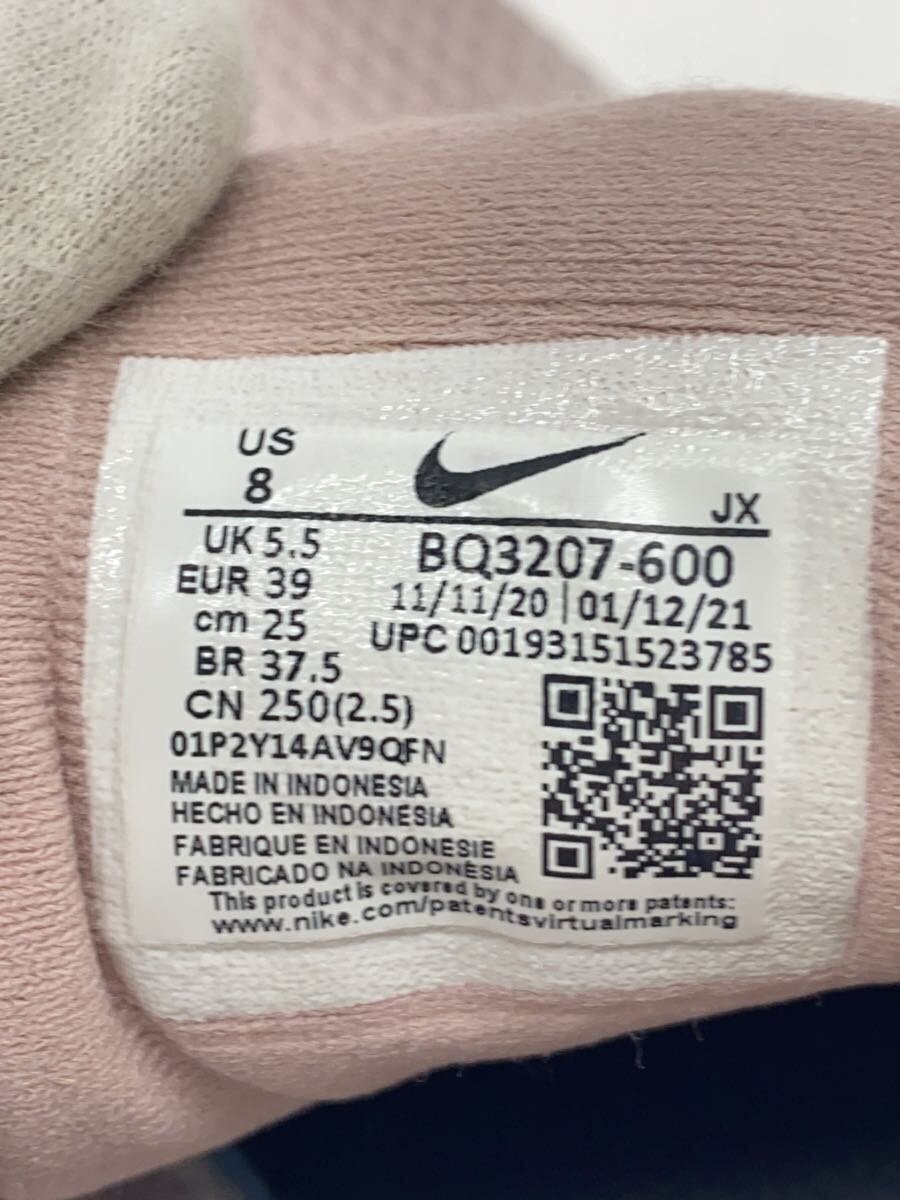 US
8
JX
UK 5.5
EUR 39
cm 25
BR 37.5
CN 250(2.5)
BQ3207-600
11/11/20 | 01/12/21
UPC 00193151523785
01P2Y14AV9QFN
MADE IN INDONESIA
HECHO EN INDONESIA
FABRIQUE EN INDONESIE
FABRICADO NA INDONÉSIA
This product is covered by one or more patents:
www.nike.com/patentsvirtualmarking